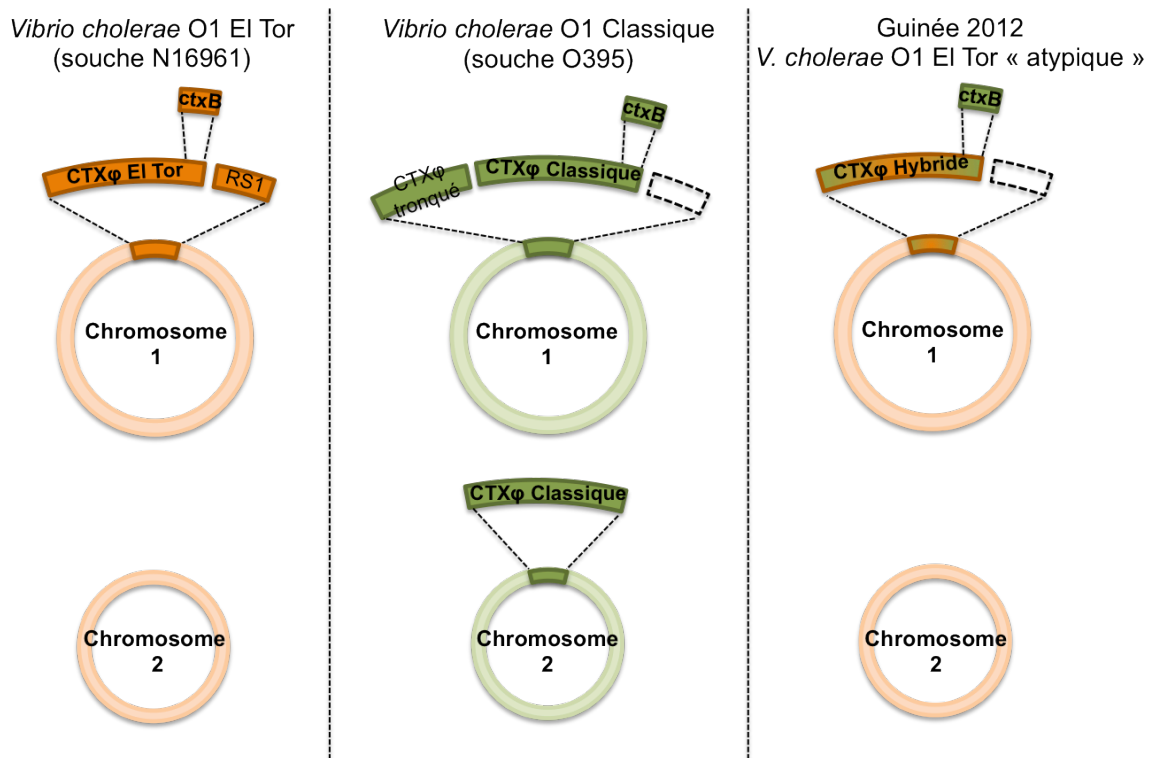 Vibrio cholerae O1 El Tor
(souche N16961)
ctxB
CTXφ El Tor
RS1
Chromosome
1
Chromosome
2
Vibrio cholerae O1 Classique
(souche O395)
ctxB
CTXφ
tronqué
CTXφ Classique
Chromosome
1
CTXφ Classique
Chromosome
2
Guinée 2012
V. cholerae O1 El Tor « atypique »
ctxB
CTXφ Hybride
Chromosome
1
Chromosome
2